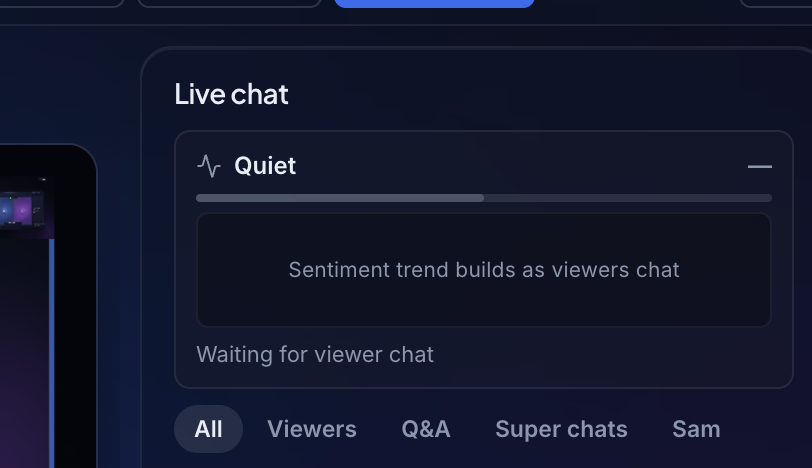 Live chat
Quiet
—
Sentiment trend builds as viewers chat
Waiting for viewer chat
All Viewers Q&A Super chats Sam